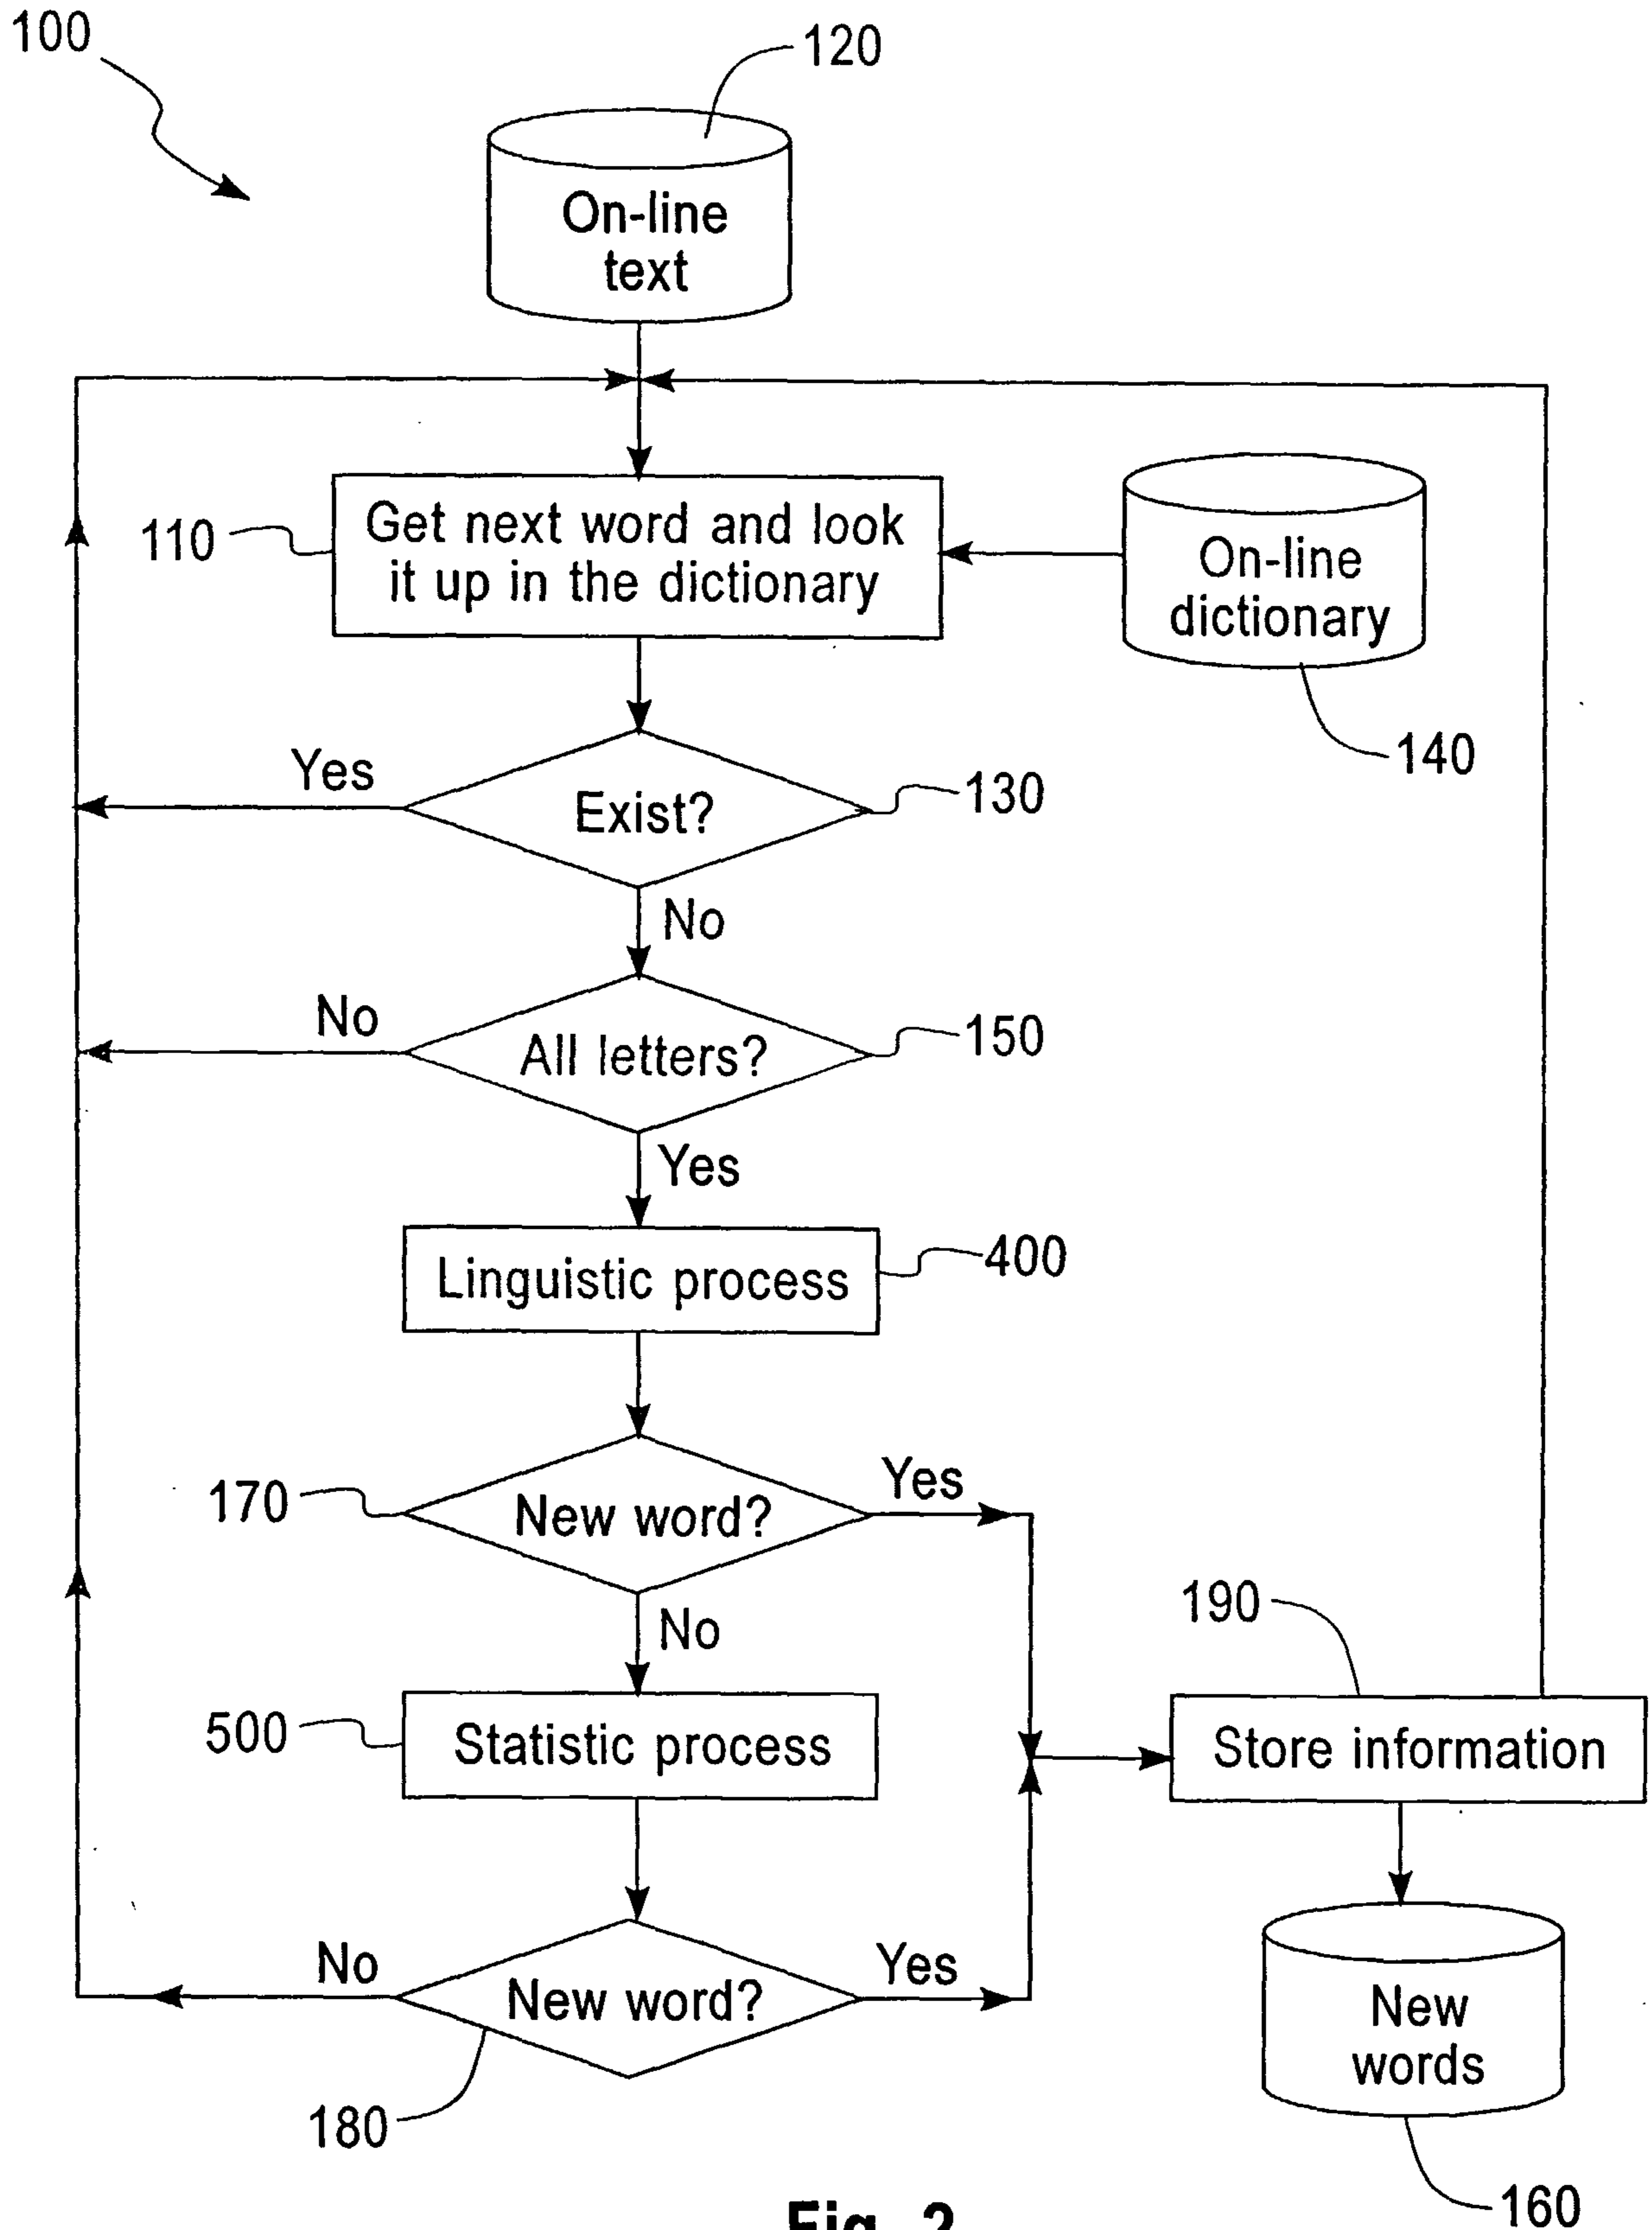 100
120
On-line
text
110
Get next word and look
it up in the dictionary
On-line
dictionary
140
Yes
Exist?
130
No
No
All letters?
150
Yes
Linguistic process
400
170
New word?
Yes
No
190
500
Statistic process
Store information
No
New word?
Yes
180
New
words
160
Fig. 2